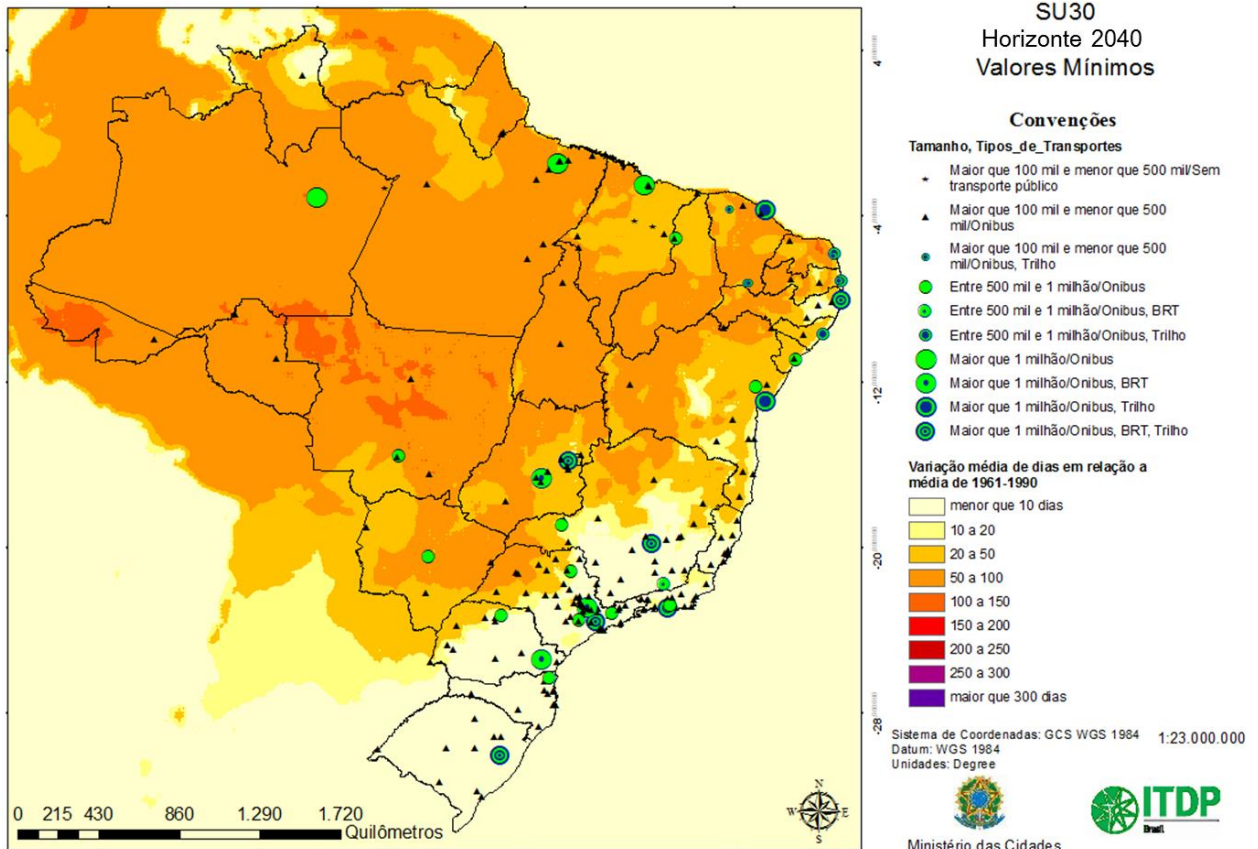 SU30
Horizonte 2040
Valores Mínimos
Convenções
Tamanho, Tipos_de_Transportes
Maior que 100 mil e menor que 500 mil/Sem
transporte público
Maior que 100 mil e menor que 500
mil/Onibus
Maior que 100 mil e menor que 500
mil/Onibus, Trilho
Entre 500 mil e 1 milhão/Onibus
Entre 500 mil e 1 milhão/Onibus, BRT
Entre 500 mil e 1 milhão/Onibus, Trilho
Maior que 1 milhão/Onibus
Maior que 1 milhão/Onibus, BRT
Maior que 1 milhão/Onibus, Trilho
Maior que 1 milhão/Onibus, BRT, Trilho
Variação média de dias em relação a
média de 1961-1990
menor que 10 dias
10 a 20
20 a 50
50 a 100
100 a 150
150 a 200
200 a 250
250 a 300
maior que 300 dias
Sistema de Coordenadas: GCS WGS 1984 1:23.000.000
Datum: WGS 1984
Unidades: Degree
ITDP
Brasil
Ministério das Cidades
4
-4
-12
-20
-28
N
W E
S
0 215 430 860 1.290 1.720
Quilômetros